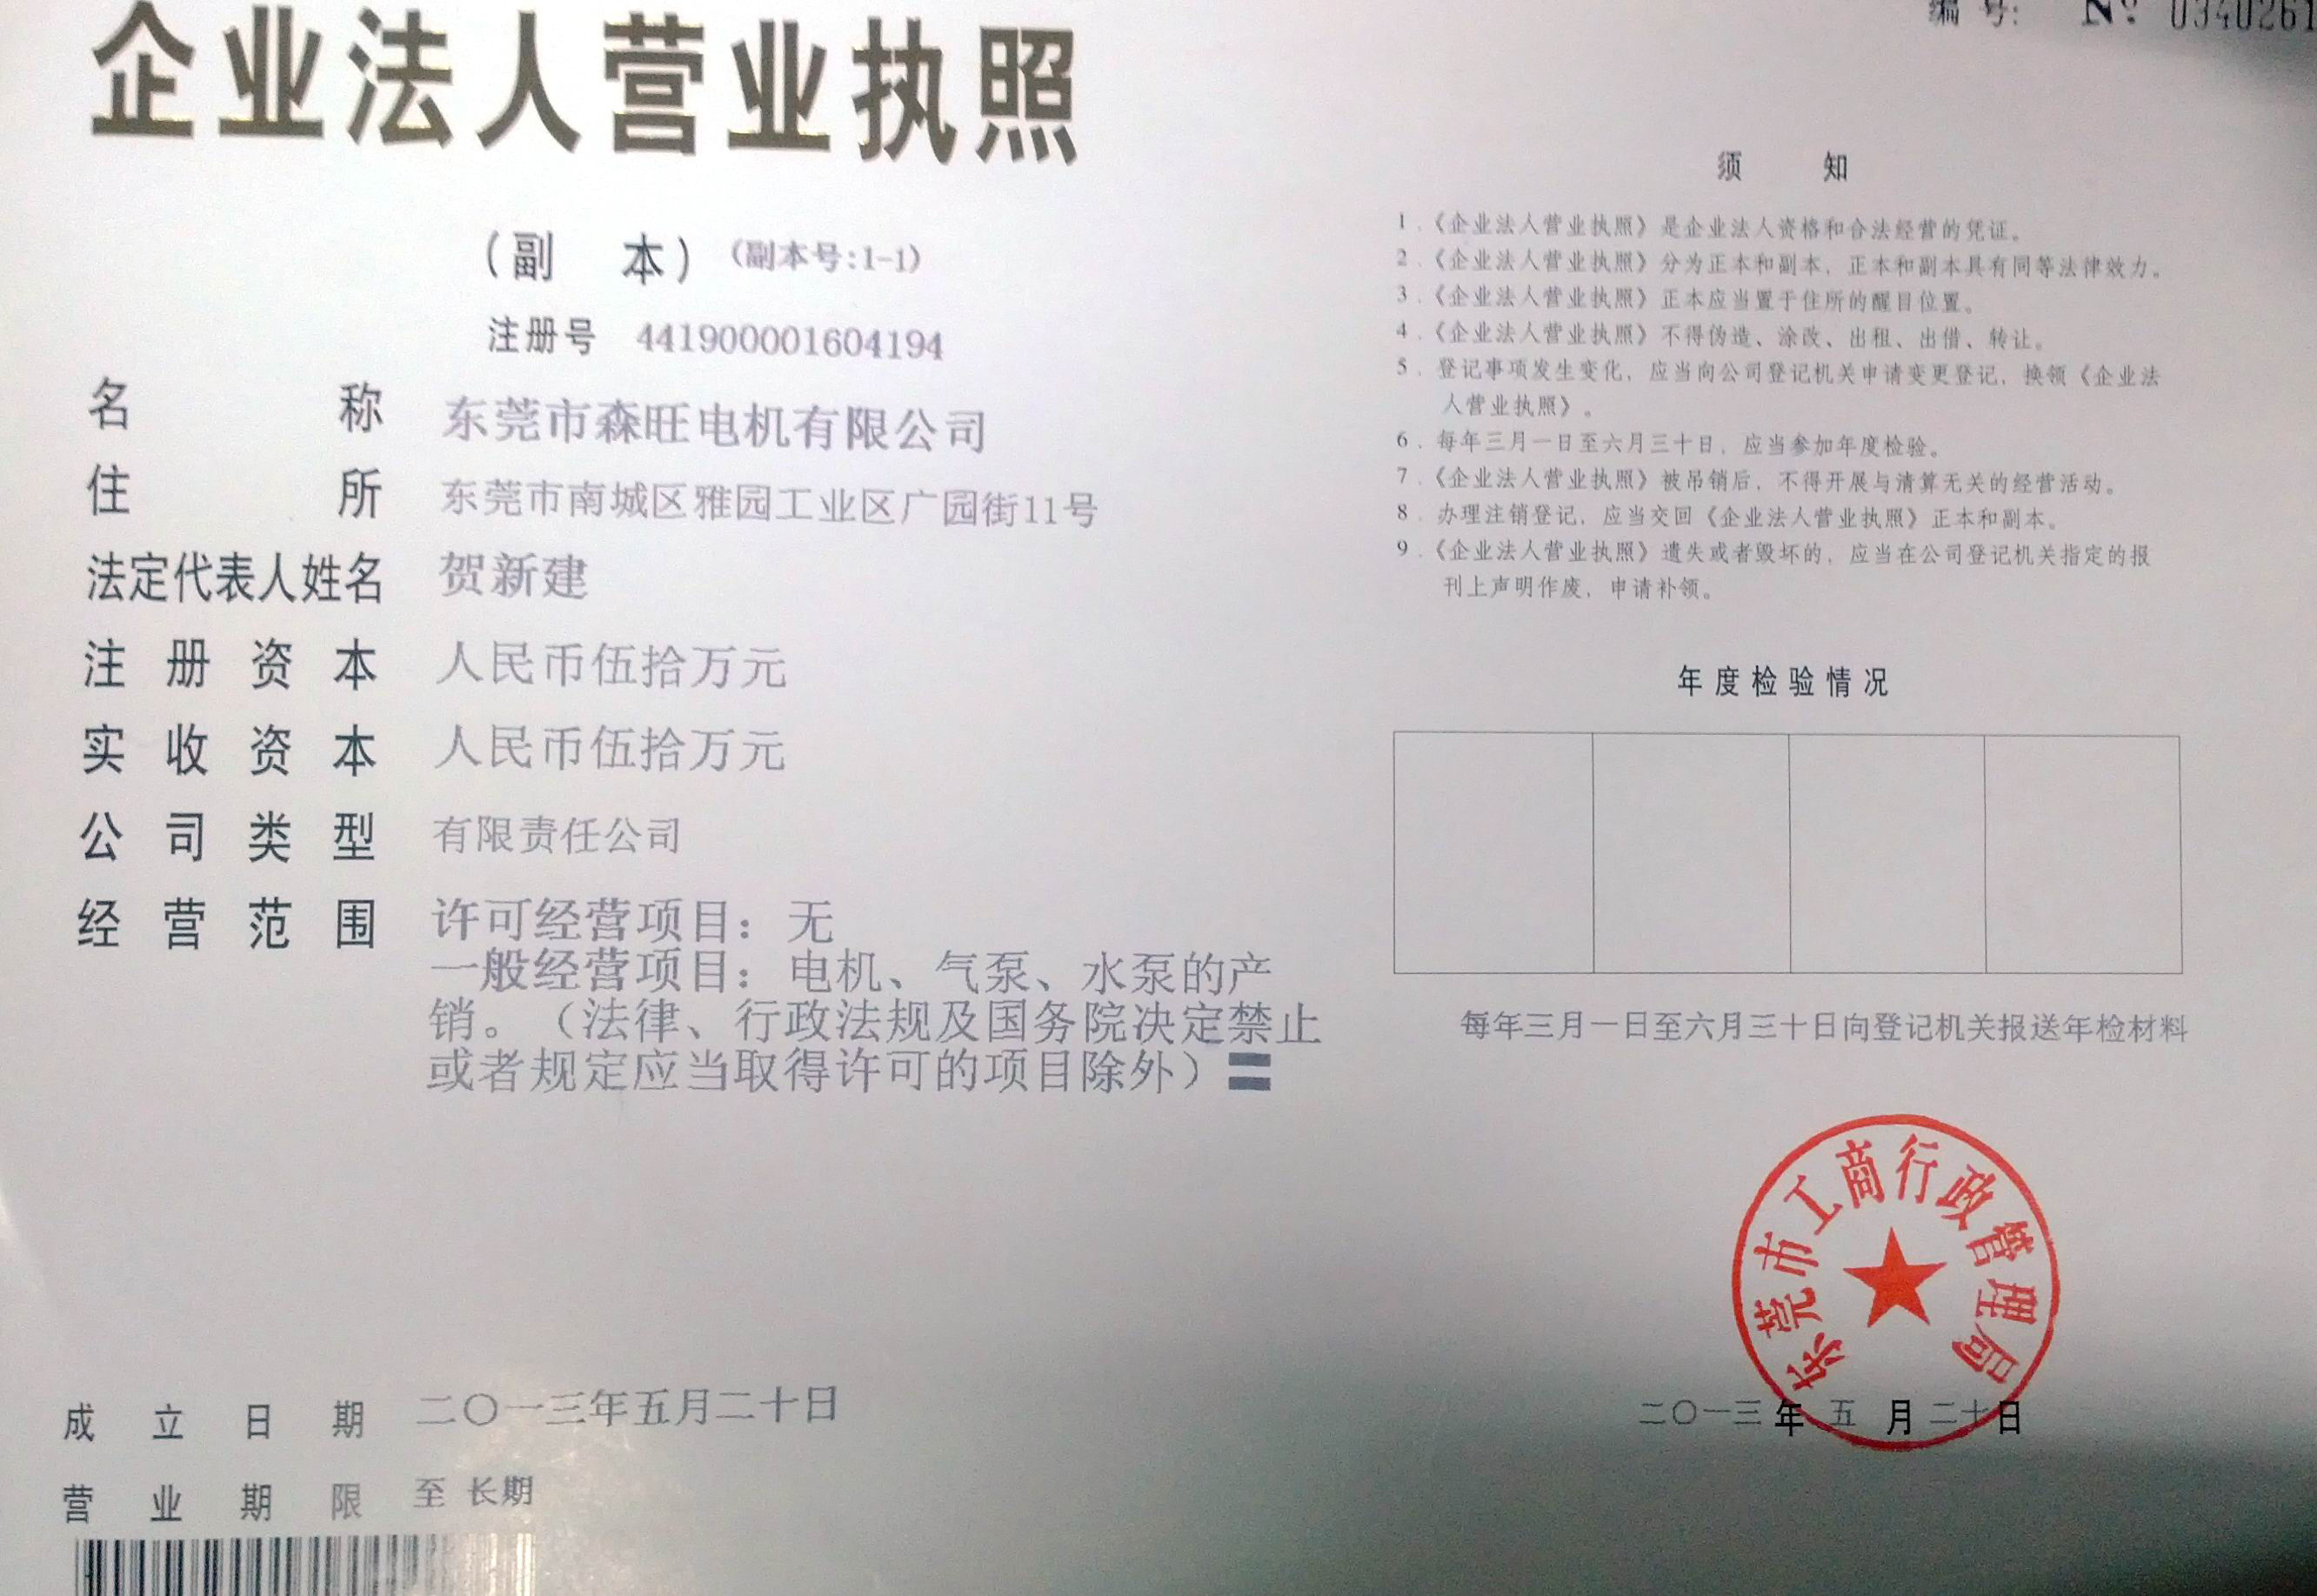 企业法人营业执照
(副 本) (副本号:1-1)
注册号 441900001604194
名 称 东莞市森旺电机有限公司
住 所 东莞市南城区雅园工业区广园街11号
法定代表人姓名 贺新建
注 册 资 本 人民币伍拾万元
实 收 资 本 人民币伍拾万元
公 司 类 型 有限责任公司
经 营 范 围 许可经营项目：无
一般经营项目：电机、气泵、水泵的产
销。（法律、行政法规及国务院决定禁止
或者规定应当取得许可的项目除外）〓
成 立 日 期 二〇一三年五月二十日
营 业 期 限 至 长期
编 号: № 0340261
须 知
1．《企业法人营业执照》是企业法人资格和合法经营的凭证。
2．《企业法人营业执照》分为正本和副本，正本和副本具有同等法律效力。
3．《企业法人营业执照》正本应当置于住所的醒目位置。
4．《企业法人营业执照》不得伪造、涂改、出租、出借、转让。
5．登记事项发生变化，应当向公司登记机关申请变更登记，换领《企业法
人营业执照》。
6．每年三月一日至六月三十日，应当参加年度检验。
7．《企业法人营业执照》被吊销后，不得开展与清算无关的经营活动。
8．办理注销登记，应当交回《企业法人营业执照》正本和副本。
9．《企业法人营业执照》遗失或者毁坏的，应当在公司登记机关指定的报
刊上声明作废，申请补领。
年度检验情况
每年三月一日至六月三十日向登记机关报送年检材料
东莞市工商行政管理局
二〇一三 年 五 月 二十 日